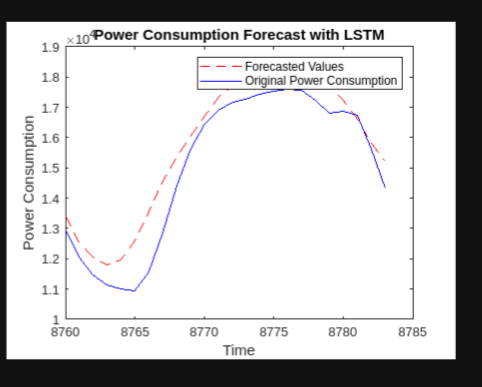 ×10⁴
Power Consumption Forecast with LSTM
Forecasted Values
Original Power Consumption
Power Consumption
1.9
1.8
1.7
1.6
1.5
1.4
1.3
1.2
1.1
1
8760 8765 8770 8775 8780 8785
Time